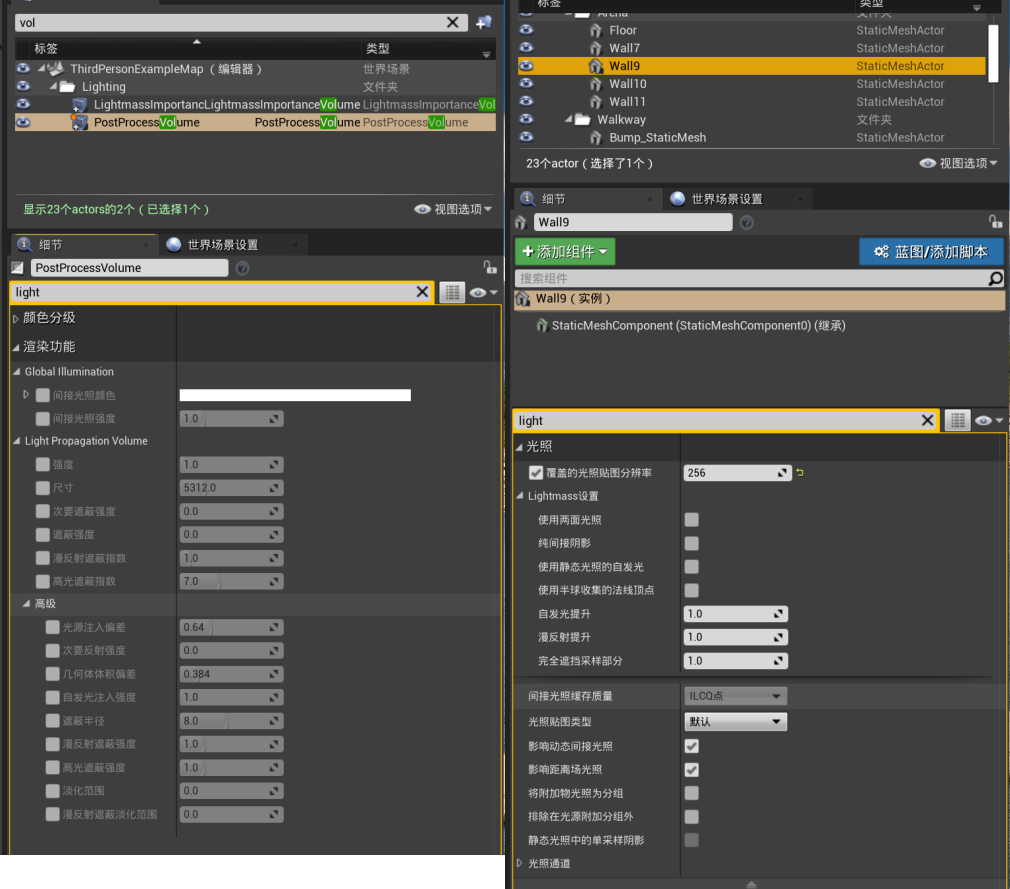 vol
标签 类型
ThirdPersonExampleMap（编辑器） 世界场景
Lighting 文件夹
LightmassImportancLightmassImportanceVolume LightmassImportanceVol
PostProcessVolume PostProcessVolume PostProcessVolume
显示23个actors的2个（已选择1个） 视图选项
细节 世界场景设置
PostProcessVolume
light
颜色分级
渲染功能
Global Illumination
间接光照颜色
间接光照强度 1.0
Light Propagation Volume
强度 1.0
尺寸 5312.0
次要遮蔽强度 0.0
遮蔽强度 0.0
漫反射遮蔽指数 1.0
高光遮蔽指数 7.0
高级
光源注入偏差 0.64
次要反射强度 0.0
几何体体积偏差 0.384
自发光注入强度 1.0
遮蔽半径 8.0
漫反射遮蔽强度 1.0
高光遮蔽强度 1.0
淡化范围 0.0
漫反射遮蔽淡化范围 0.0
标签 类型
Arena 文件夹
Floor StaticMeshActor
Wall7 StaticMeshActor
Wall9 StaticMeshActor
Wall10 StaticMeshActor
Wall11 StaticMeshActor
Walkway 文件夹
Bump_StaticMesh StaticMeshActor
23个actor（选择了1个） 视图选项
细节 世界场景设置
Wall9
添加组件 蓝图/添加脚本
搜索组件
Wall9（实例）
StaticMeshComponent (StaticMeshComponent0) (继承)
light
光照
覆盖的光照贴图分辨率 256
Lightmass设置
使用两面光照
纯间接阴影
使用静态光照的自发光
使用半球收集的法线顶点
自发光提升 1.0
漫反射提升 1.0
完全遮挡采样部分 1.0
间接光照缓存质量 ILCQ点
光照贴图类型 默认
影响动态间接光照
影响距离场光照
将附加物光照为分组
排除在光源附加分组外
静态光照中的单采样阴影
光照通道